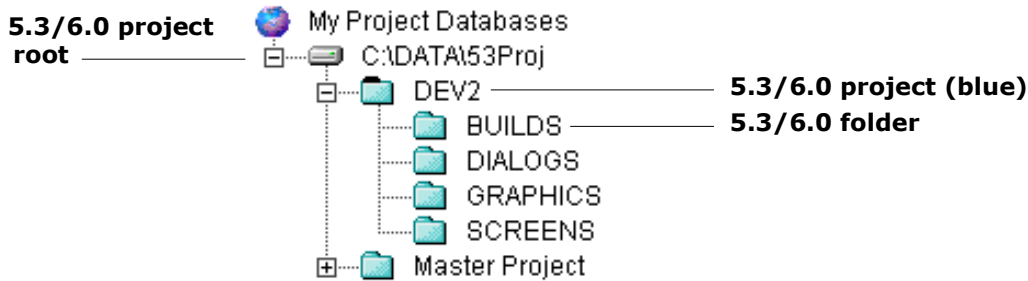 My Project Databases
5.3/6.0 project
root
C:\DATA\53Proj
DEV2
5.3/6.0 project (blue)
BUILDS
5.3/6.0 folder
DIALOGS
GRAPHICS
SCREENS
Master Project